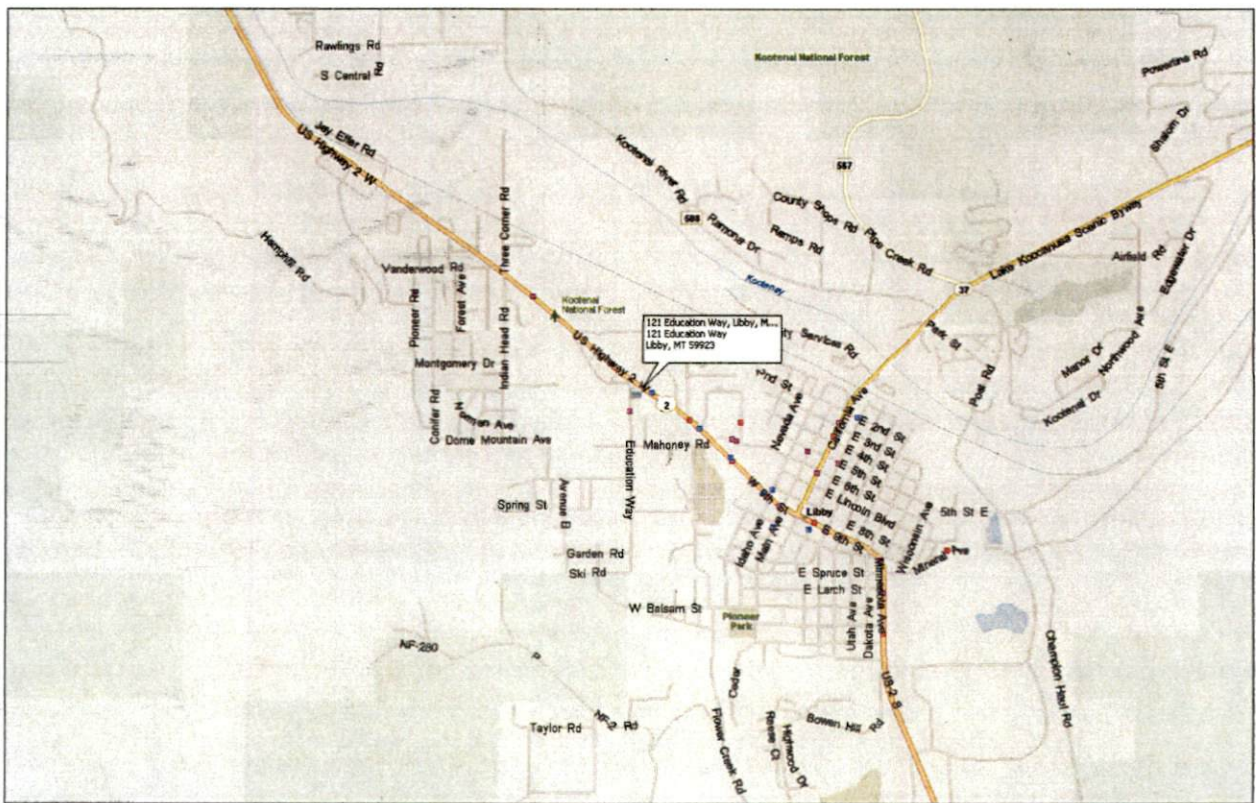 Rawlings Rd
S Central Rd
Kootenai National Forest
Powerline Rd
Shalom Dr
Jay Effar Rd
US Highway 2 W
Kootenai River Rd
567
County Shops Rd
Pipe Creek Rd
Ramona Dr
Ramps Rd
Lake Koocanusa Scenic Byway
Airfield Rd
Edgewater Dr
Hemphill Rd
Three Corner Rd
Vanderwood Rd
Pioneer Rd
Forest Ave
Indian Head Rd
Kootenay
37
Kootenai
National Forest
121 Education Way, Libby, M...
121 Education Way
Libby, MT 59923
US Highway 2 W
2
ty Services Rd
Park St
Post Rd
Manor Dr
Northwood Ave
5th St E
Kootenai Dr
Montgomery Dr
Conifer Rd
Dome Mountain Ave
2nd St
Nevada Ave
California Ave
E 2nd St
E 3rd St
E 4th St
E 5th St
E 6th St
E Lincoln Blvd
E 8th St
Mahoney Rd
Education Way
Spring St
Avenue B
W 9th St
Libby
E 9th St
Idaho Ave
Main Ave
Wisconsin Ave
5th St E
Mineral Ave
Garden Rd
Ski Rd
E Spruce St
E Larch St
Minnesota Ave
W Balsam St
Pioneer
Park
Utah Ave
Dakota Ave
NF-280
Champion Haul Rd
US-2 S
Cedar
Taylor Rd
Flower Creek Rd
Reese Ct
Highwood Dr
Bowen Hill Rd